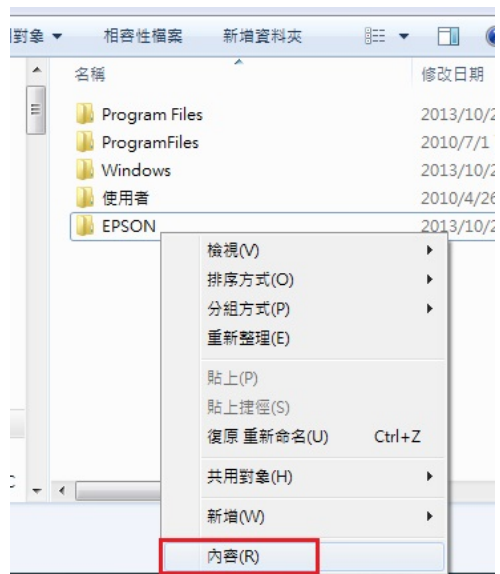 對象 相容性檔案 新增資料夾
名稱 修改日期
Program Files 2013/10/2
ProgramFiles 2010/7/1
Windows 2013/10/2
使用者 2010/4/26
EPSON 2013/10/2
檢視(V)
排序方式(O)
分組方式(P)
重新整理(E)
貼上(P)
貼上捷徑(S)
復原 重新命名(U) Ctrl+Z
共用對象(H)
新增(W)
內容(R)